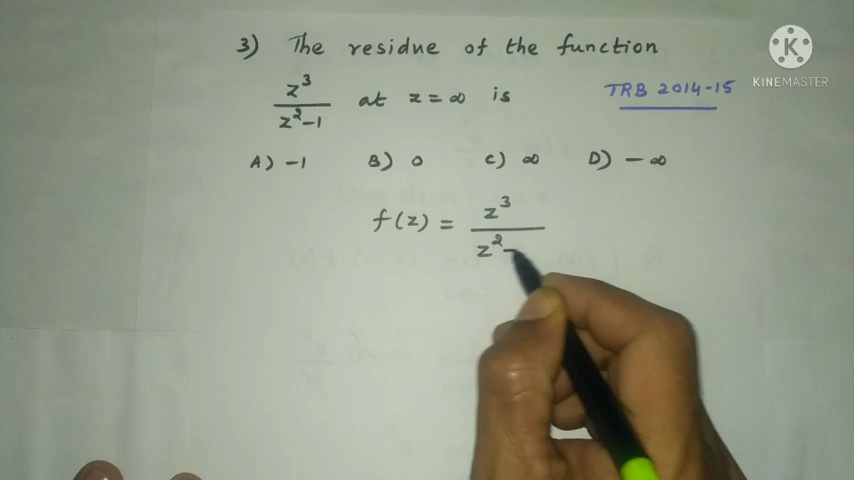 3) The residue of the function
z³/(z²-1) at z = ∞ is
TRB 2014-15
A) -1 B) 0 C) ∞ D) -∞
f(z) = z³/(z²-
K
KINEMASTER